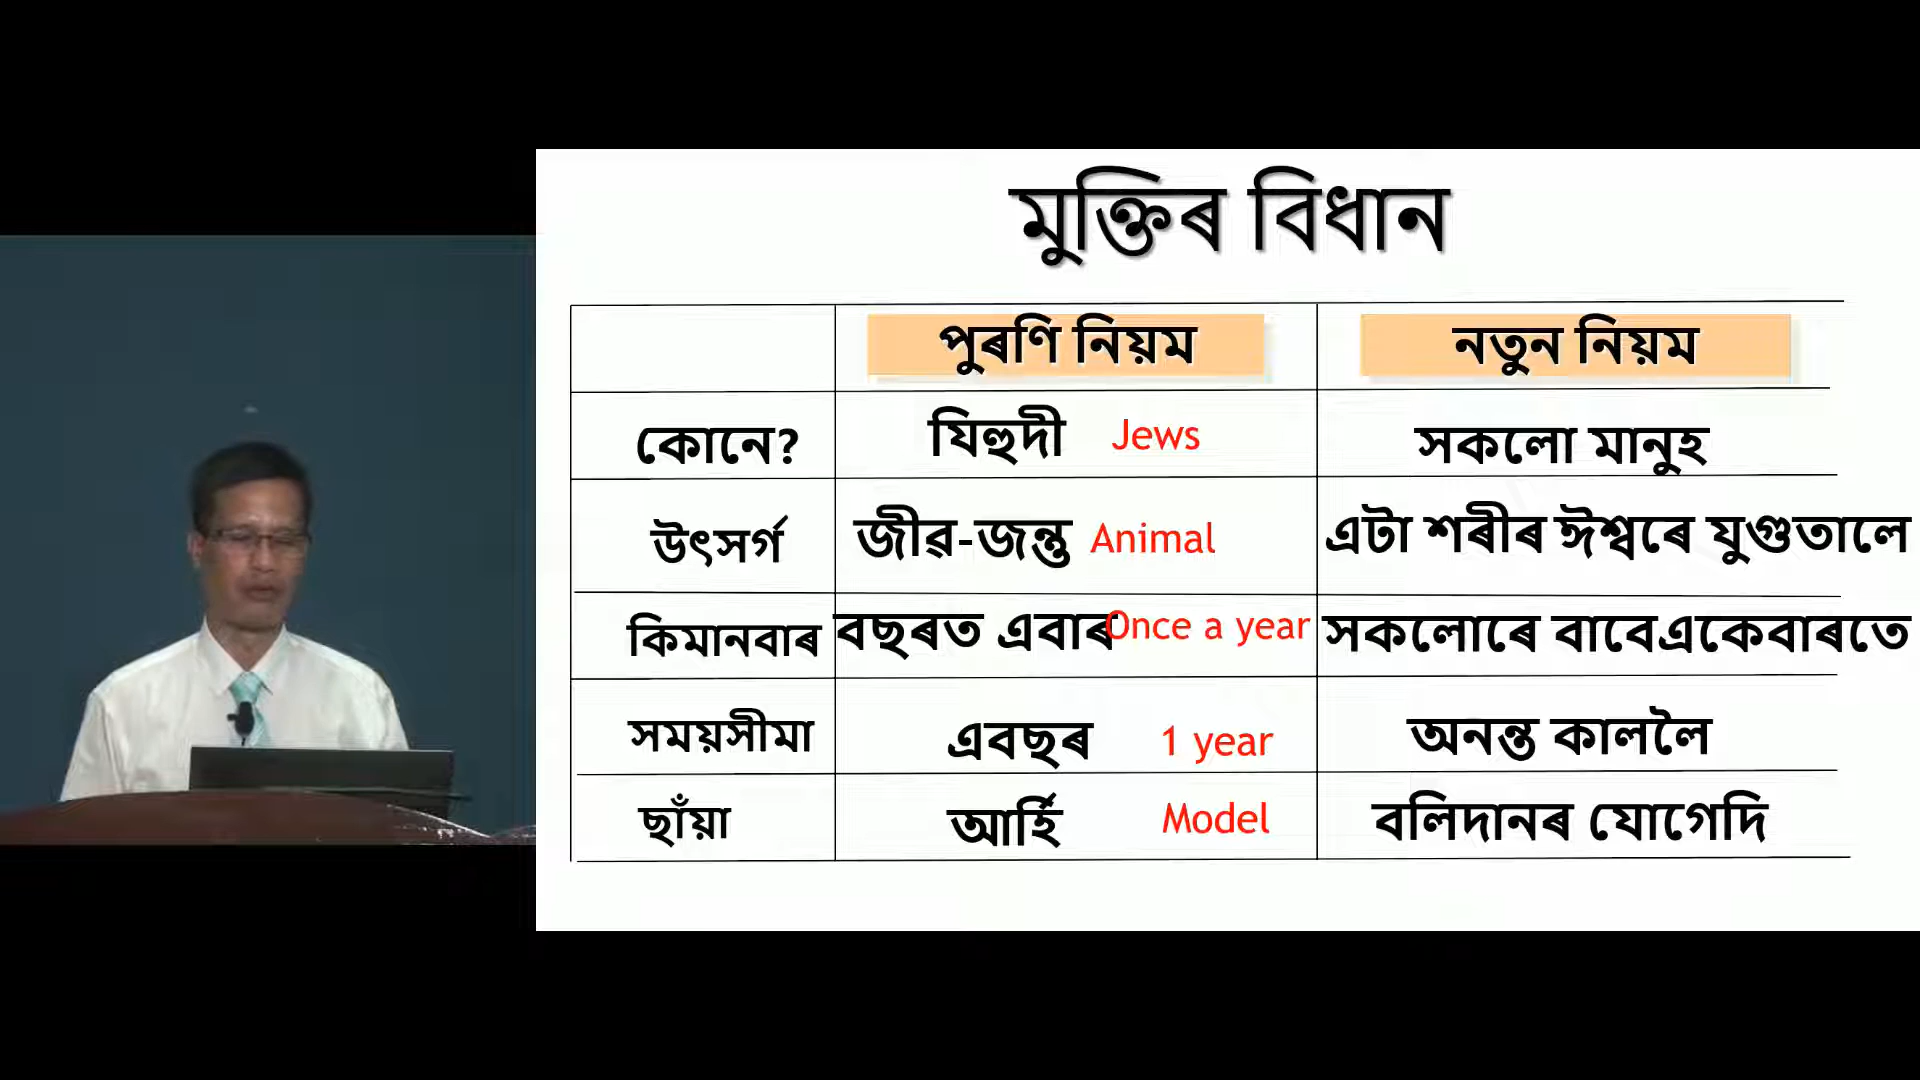 মুক্তিৰ বিধান
পুৰণি নিয়ম নতুন নিয়ম
কোনে? যিহুদী Jews সকলো মানুহ
উৎসৰ্গ জীৱ-জন্তু Animal এটা শৰীৰ ঈশ্বৰে যুগুতালে
কিমানবাৰ বছৰত এবাৰ Once a year সকলোৰে বাবেএকেবাৰতে
সময়সীমা এবছৰ 1 year অনন্ত কাললৈ
ছাঁয়া আৰ্হি Model বলিদানৰ যোগেদি